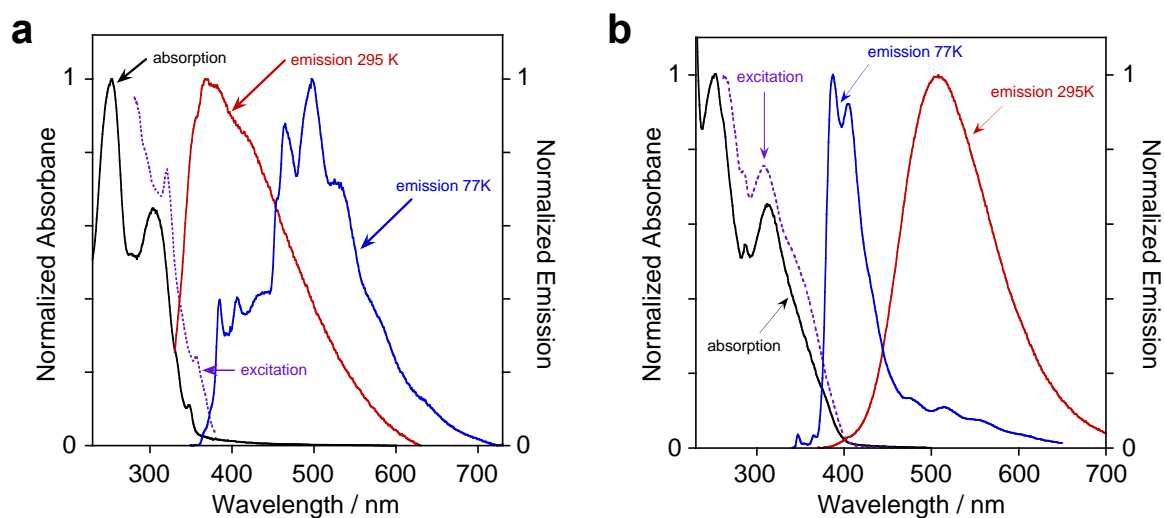 a
absorption
emission 295 K
emission 77K
excitation
Normalized Absorbane
Normalized Emission
1
0
1
0
300
400
500
600
700
Wavelength / nm
b
emission 77K
excitation
emission 295K
absorption
Normalized Absorbane
Normalized Emission
1
0
1
0
300
400
500
600
700
Wavelength / nm